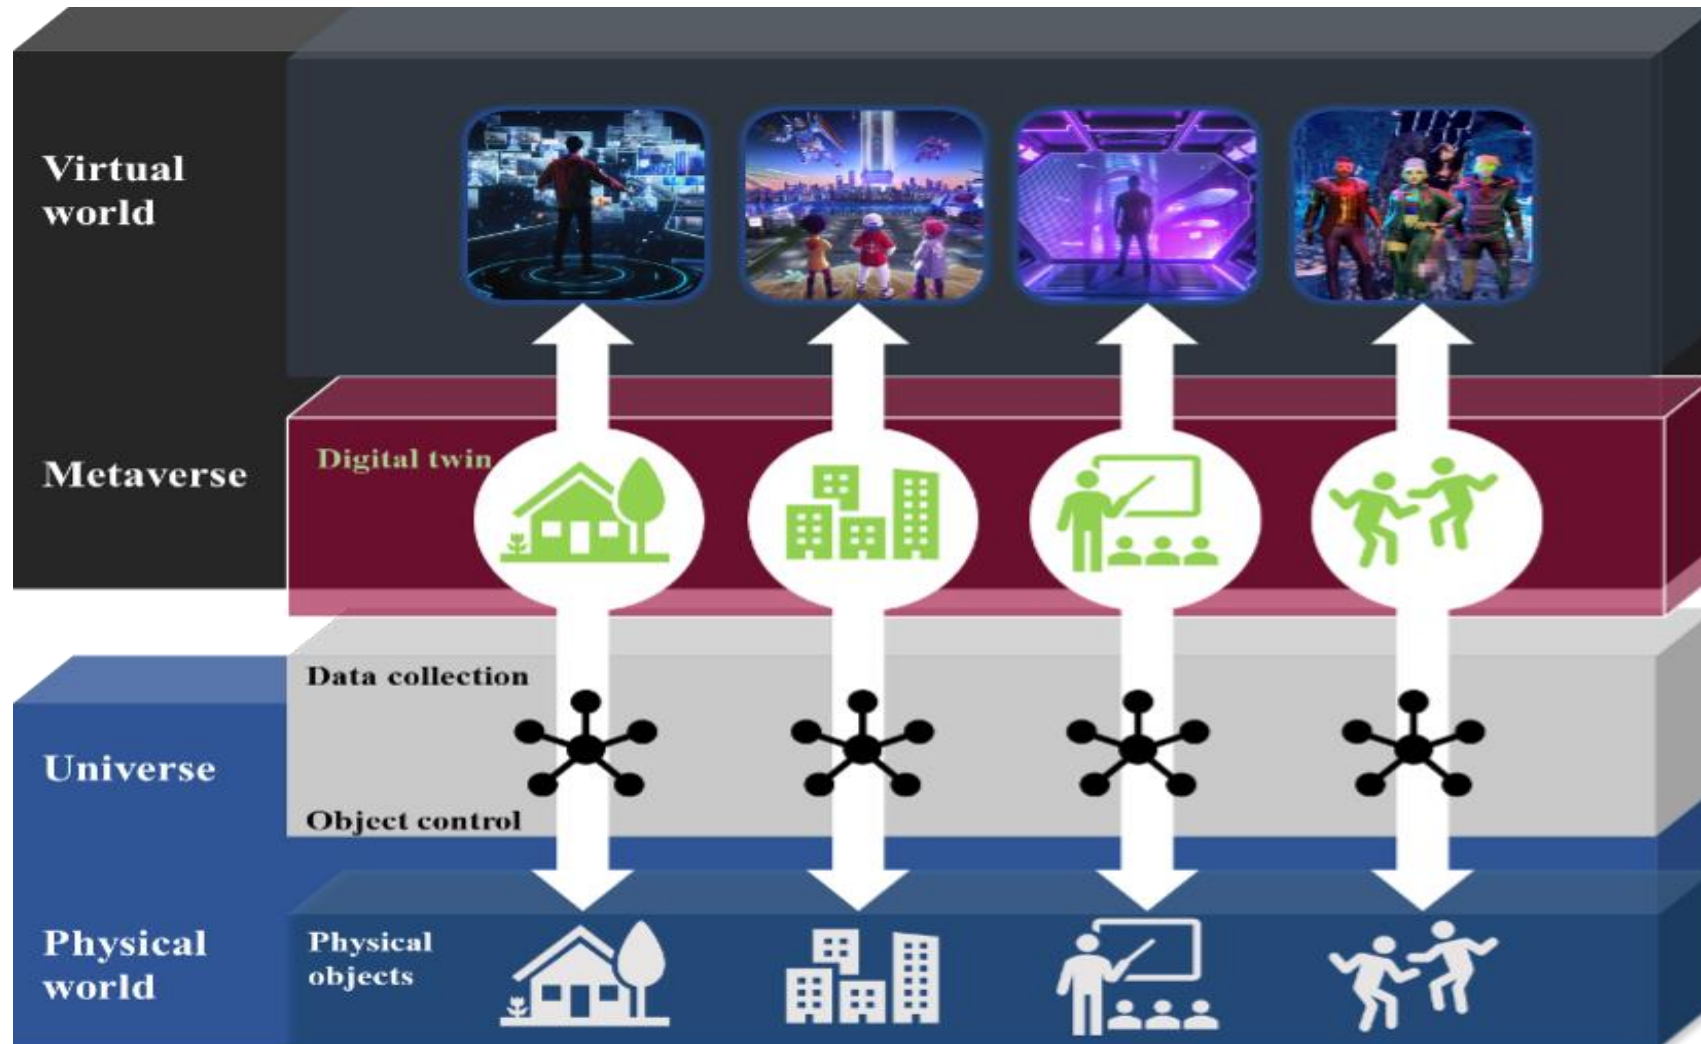 Virtual
world
Metaverse
Digital twin
Data collection
Universe
Object control
Physical
world
Physical
objects